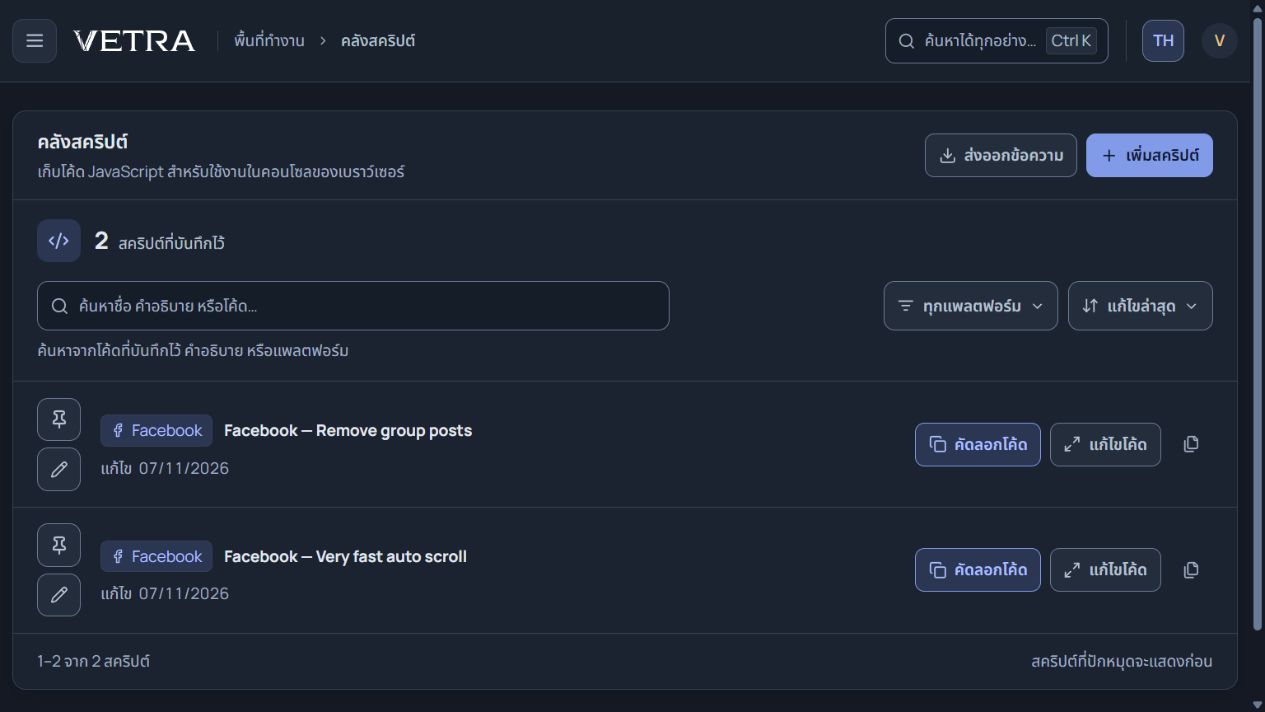 VETRA พื้นที่ทำงาน > คลังสคริปต์ ค้นหาได้ทุกอย่าง... Ctrl K TH V
คลังสคริปต์
เก็บโค้ด JavaScript สำหรับใช้งานในคอนโซลของเบราว์เซอร์
ส่งออกข้อความ + เพิ่มสคริปต์
</> 2 สคริปต์ที่บันทึกไว้
ค้นหาชื่อ คำอธิบาย หรือโค้ด... ทุกแพลตฟอร์ม แก้ไขล่าสุด
ค้นหาจากโค้ดที่บันทึกไว้ คำอธิบาย หรือแพลตฟอร์ม
Facebook Facebook — Remove group posts
แก้ไข 07/11/2026
คัดลอกโค้ด แก้ไขโค้ด
Facebook Facebook — Very fast auto scroll
แก้ไข 07/11/2026
คัดลอกโค้ด แก้ไขโค้ด
1–2 จาก 2 สคริปต์ สคริปต์ที่ปักหมุดจะแสดงก่อน